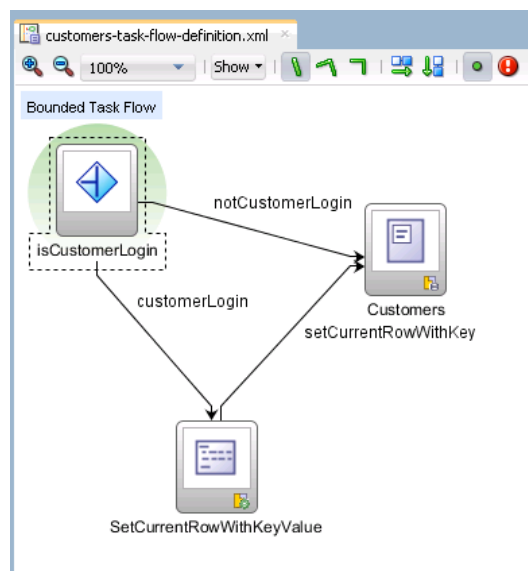 customers-task-flow-definition.xml
100%
Show
Bounded Task Flow
notCustomerLogin
isCustomerLogin
customerLogin
Customers
setCurrentRowWithKey
SetCurrentRowWithKeyValue